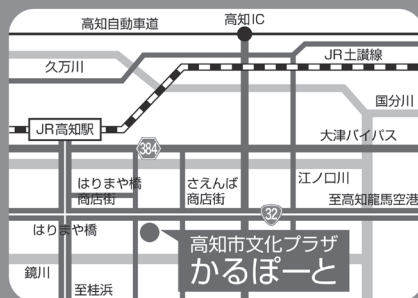 高知自動車道
高知IC
久万川
JR土讃線
国分川
JR高知駅
大津バイパス
384
はりまや橋
商店街
さえんば
商店街
江ノ口川
至高知龍馬空港
32
はりまや橋
高知市文化プラザ
かるぽーと
鏡川
至桂浜